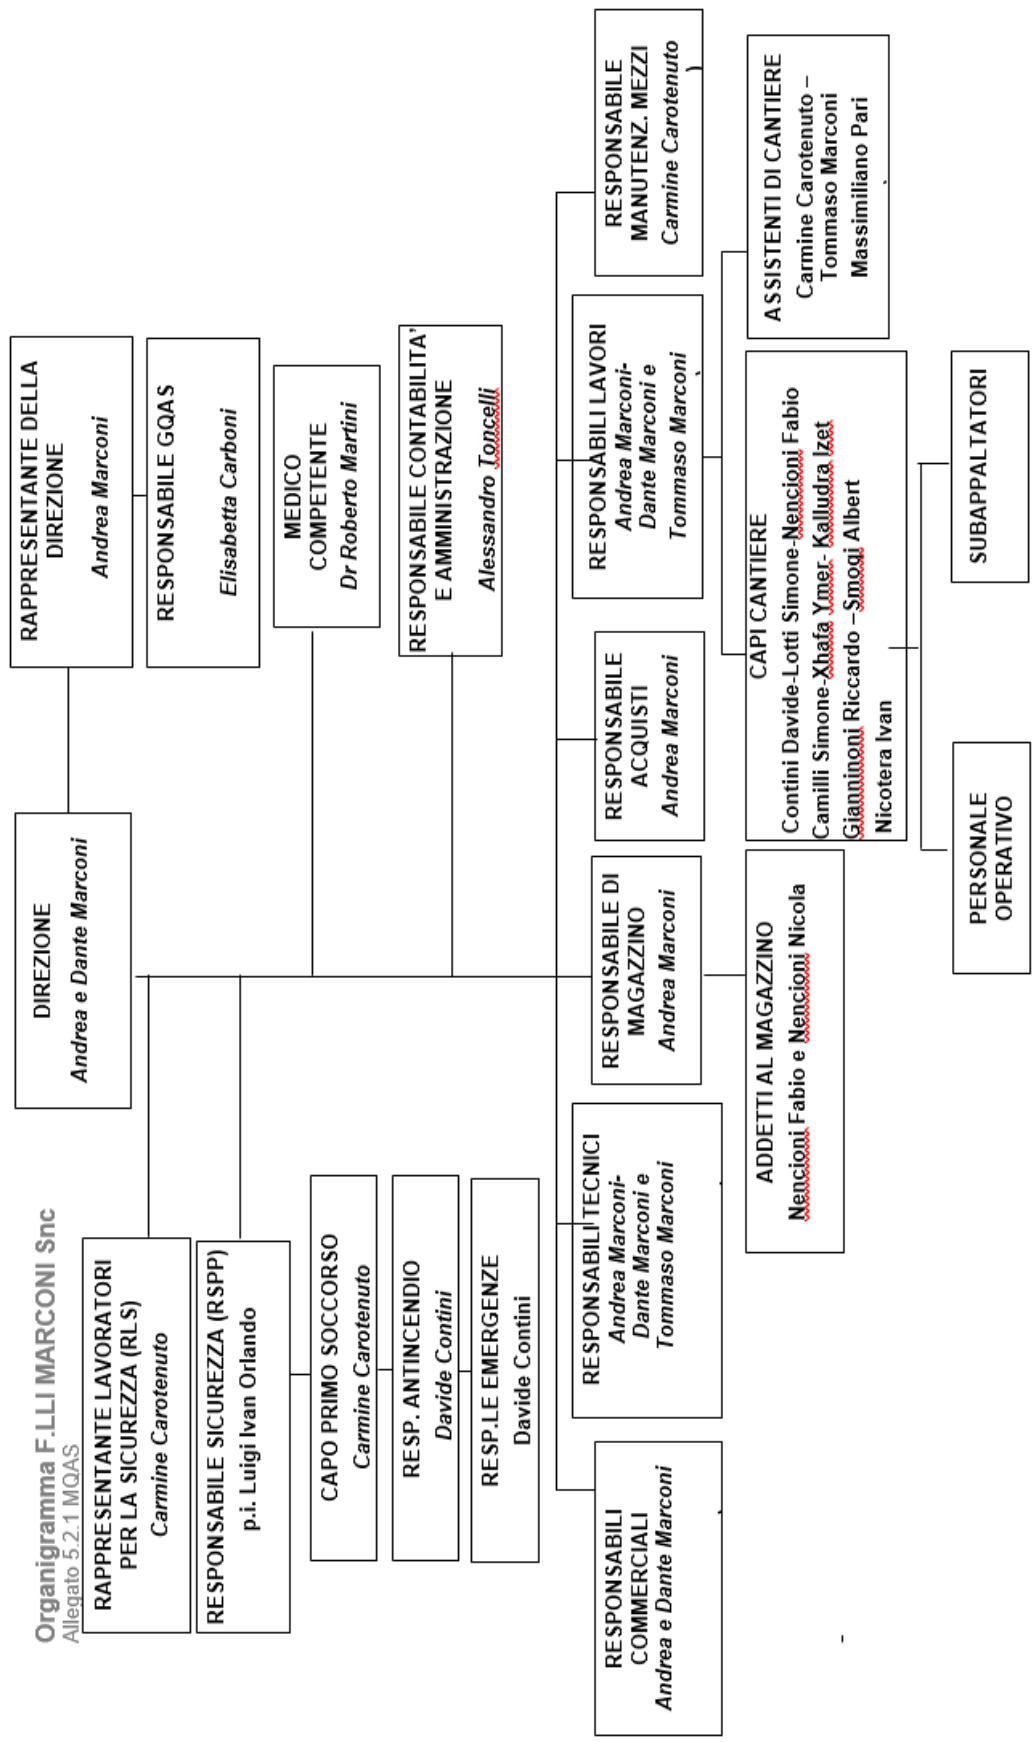 Organigramma F.LLI MARCONI Snc
Allegato 5.2.1 MQAS
DIREZIONE
Andrea e Dante Marconi
RAPPRESENTANTE DELLA
DIREZIONE
Andrea Marconi
RESPONSABILE GQAS
Elisabetta Carboni
RAPPRESENTANTE LAVORATORI
PER LA SICUREZZA (RLS)
Carmine Carotenuto
RESPONSABILE SICUREZZA (RSPP)
p.i. Luigi Ivan Orlando
MEDICO
COMPETENTE
Dr Roberto Martini
CAPO PRIMO SOCCORSO
Carmine Carotenuto
RESP. ANTINCENDIO
Davide Contini
RESP.LE EMERGENZE
Davide Contini
RESPONSABILE CONTABILITA'
E AMMINISTRAZIONE
Alessandro Toncelli
RESPONSABILI
COMMERCIALI
Andrea e Dante Marconi
RESPONSABILI TECNICI
Andrea Marconi-
Dante Marconi e
Tommaso Marconi
RESPONSABILE DI
MAGAZZINO
Andrea Marconi
RESPONSABILE
ACQUISTI
Andrea Marconi
RESPONSABILI LAVORI
Andrea Marconi-
Dante Marconi e
Tommaso Marconi
RESPONSABILE
MANUTENZ. MEZZI
Carmine Carotenuto
ADDETTI AL MAGAZZINO
Nencioni Fabio e Nencioni Nicola
CAPI CANTIERE
Contini Davide-Lotti Simone-Nencioni Fabio
Camilli Simone-Xhafa Ymer- Kalludra Izet
Gianninoni Riccardo –Smoqi Albert
Nicotera Ivan
ASSISTENTI DI CANTIERE
Carmine Carotenuto –
Tommaso Marconi
Massimiliano Pari
PERSONALE
OPERATIVO
SUBAPPALTATORI